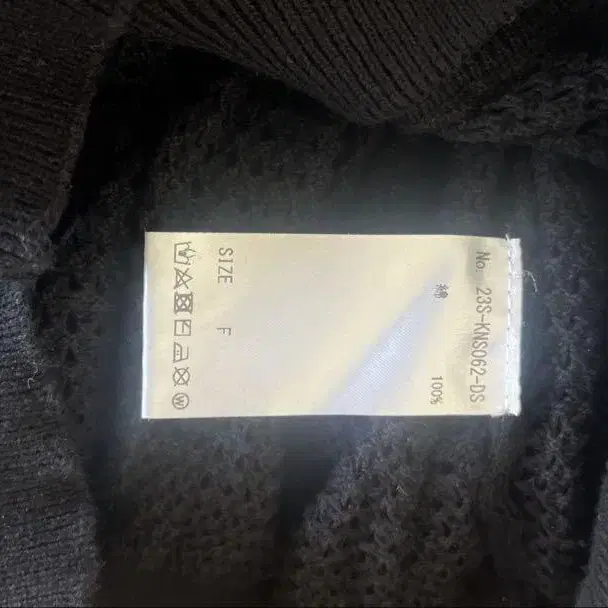 No. 23S-KNS062-DS
綿 100%
SIZE F
W